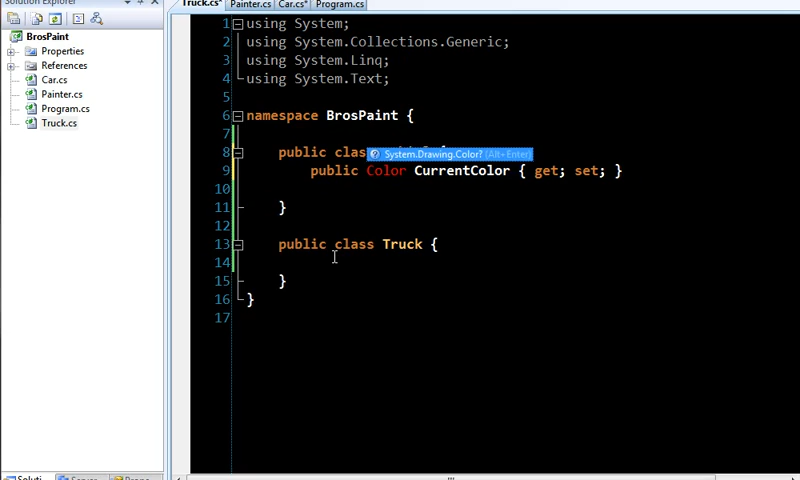 Solution Explorer
BrosPaint
Properties
References
Car.cs
Painter.cs
Program.cs
Truck.cs
Truck.cs* Painter.cs Car.cs* Program.cs
1 using System;
2 using System.Collections.Generic;
3 using System.Linq;
4 using System.Text;
5
6 namespace BrosPaint {
7
System.Drawing.Color? (Alt+Enter)
8 public clas {
9 public Color CurrentColor { get; set; }
10
11 }
12
13 public class Truck {
14
15 }
16 }
17
Soluti... Server... Prope...